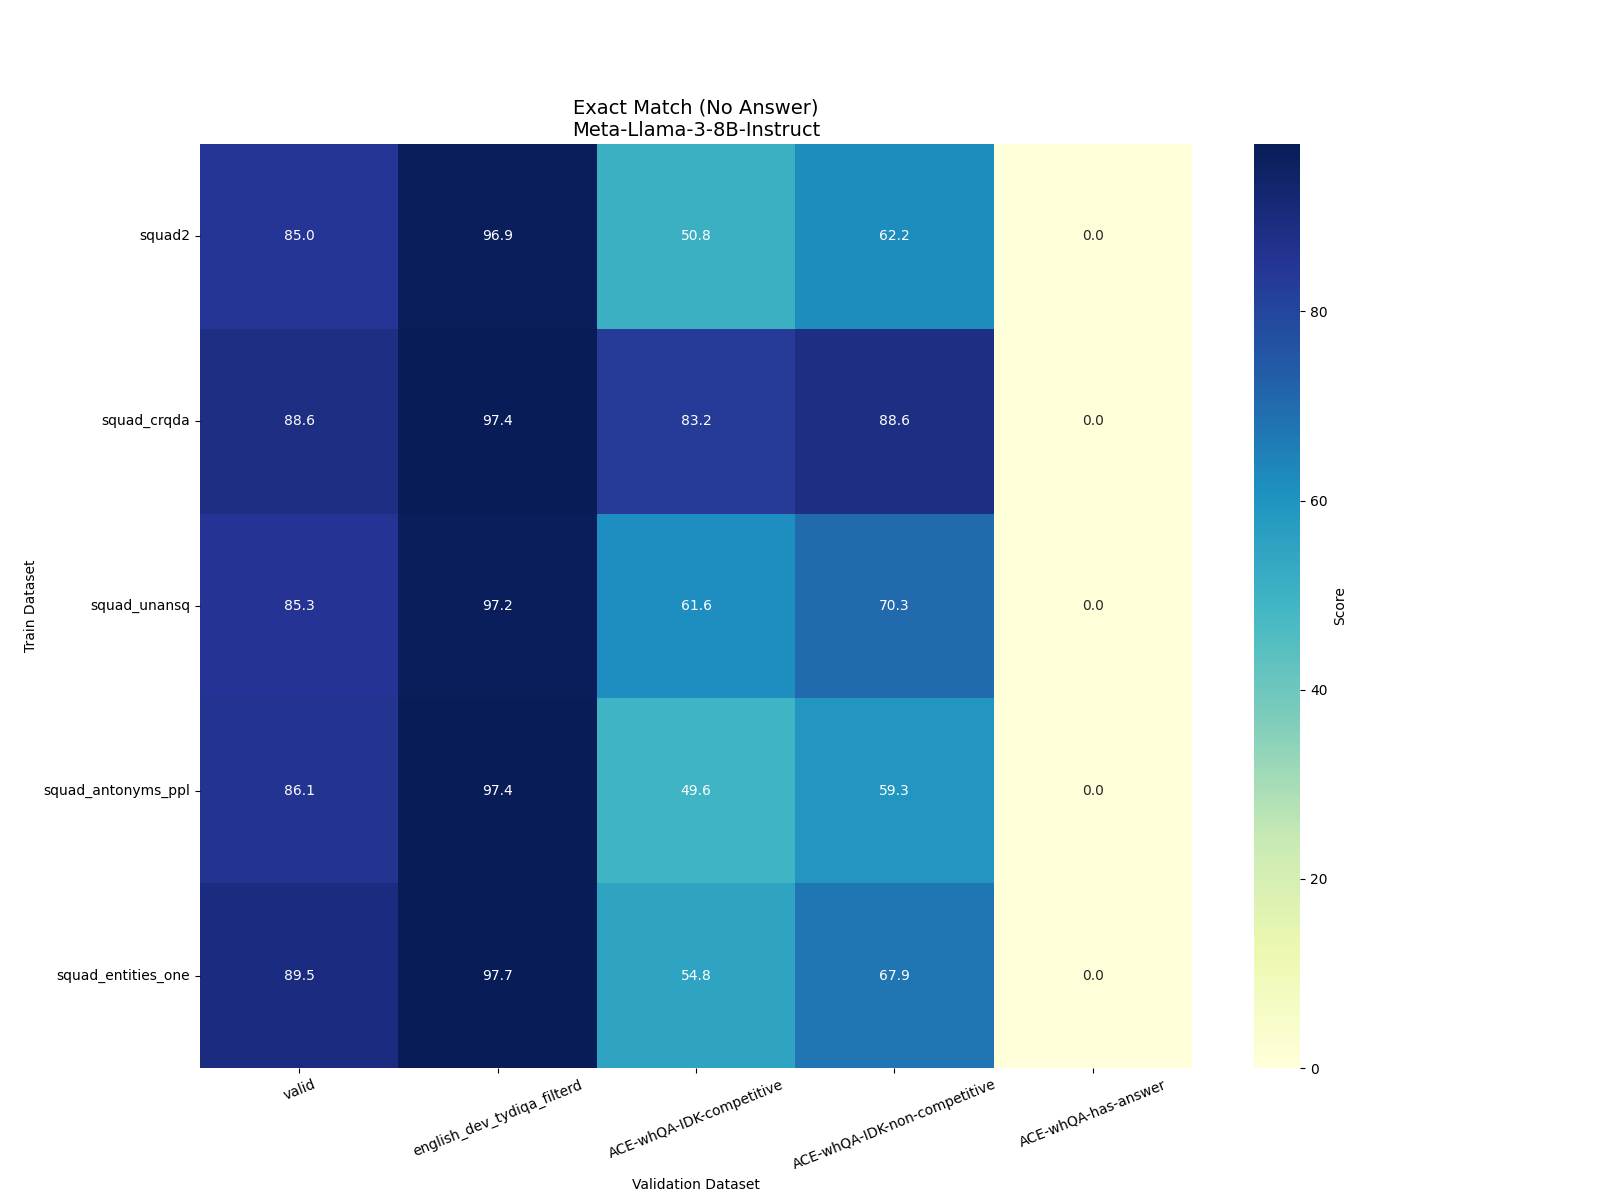 Exact Match (No Answer)
Meta-Llama-3-8B-Instruct
Train Dataset
squad2
85.0 96.9 50.8 62.2 0.0
squad_crqda
88.6 97.4 83.2 88.6 0.0
squad_unansq
85.3 97.2 61.6 70.3 0.0
squad_antonyms_ppl
86.1 97.4 49.6 59.3 0.0
squad_entities_one
89.5 97.7 54.8 67.9 0.0
valid
english_dev_tydiqa_filterd
ACE-whQA-IDK-competitive
ACE-whQA-IDK-non-competitive
ACE-whQA-has-answer
Validation Dataset
80
60
40
20
0
Score